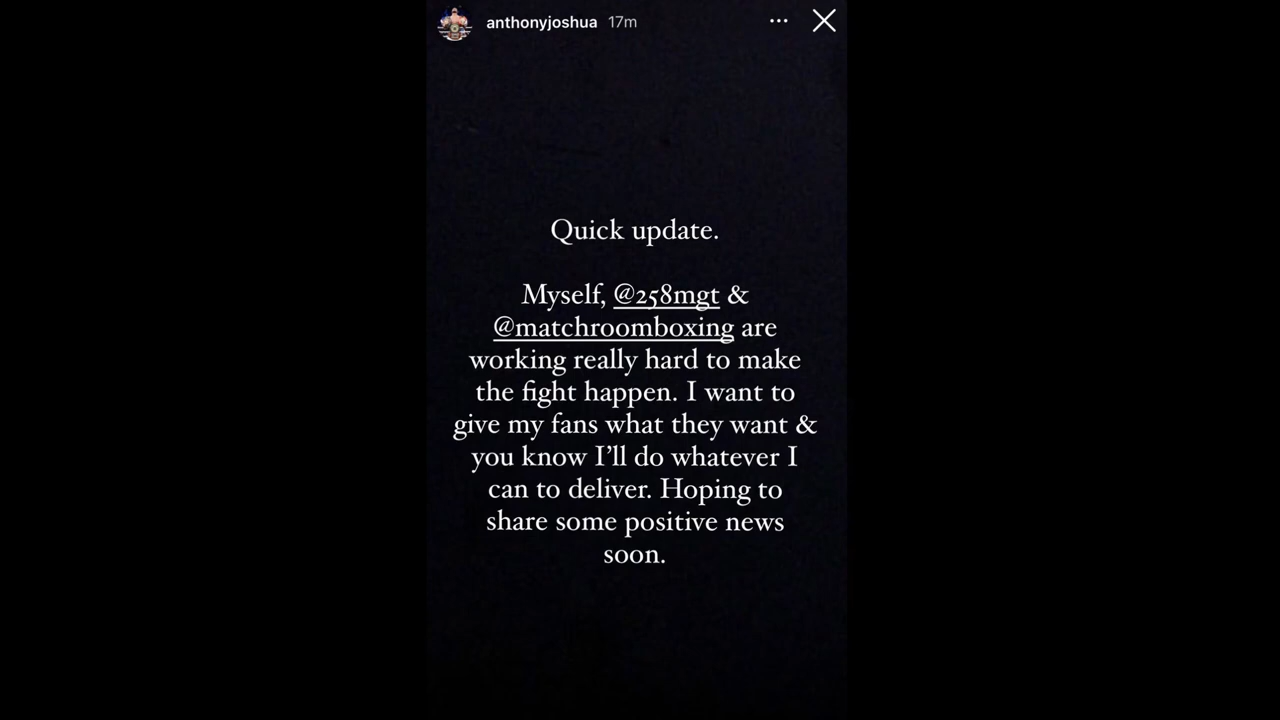 anthonyjoshua 17m
Quick update.
Myself, @258mgt &
@matchroomboxing are
working really hard to make
the fight happen. I want to
give my fans what they want &
you know I’ll do whatever I
can to deliver. Hoping to
share some positive news
soon.